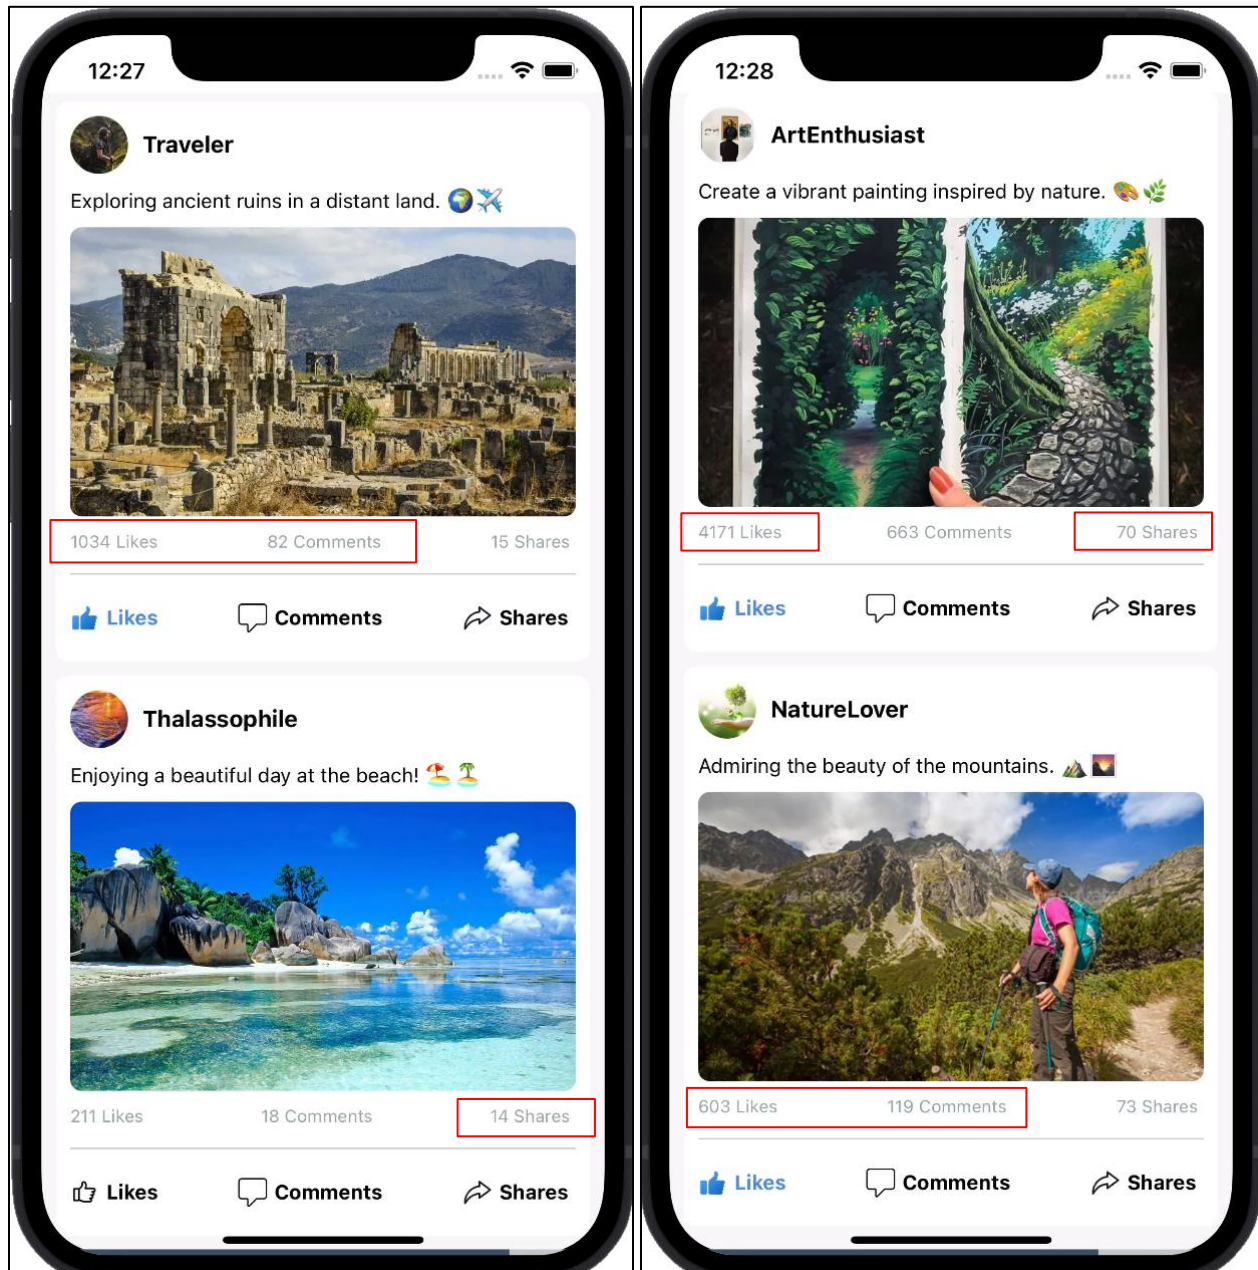 12:27
Traveler
Exploring ancient ruins in a distant land. 🌍✈️
1034 Likes 82 Comments 15 Shares
Likes Comments Shares
Thalassophile
Enjoying a beautiful day at the beach! 🏖️🏝️
211 Likes 18 Comments 14 Shares
Likes Comments Shares
12:28
ArtEnthusiast
Create a vibrant painting inspired by nature. 🎨🌿
4171 Likes 663 Comments 70 Shares
Likes Comments Shares
NatureLover
Admiring the beauty of the mountains. ⛰️🌄
603 Likes 119 Comments 73 Shares
Likes Comments Shares